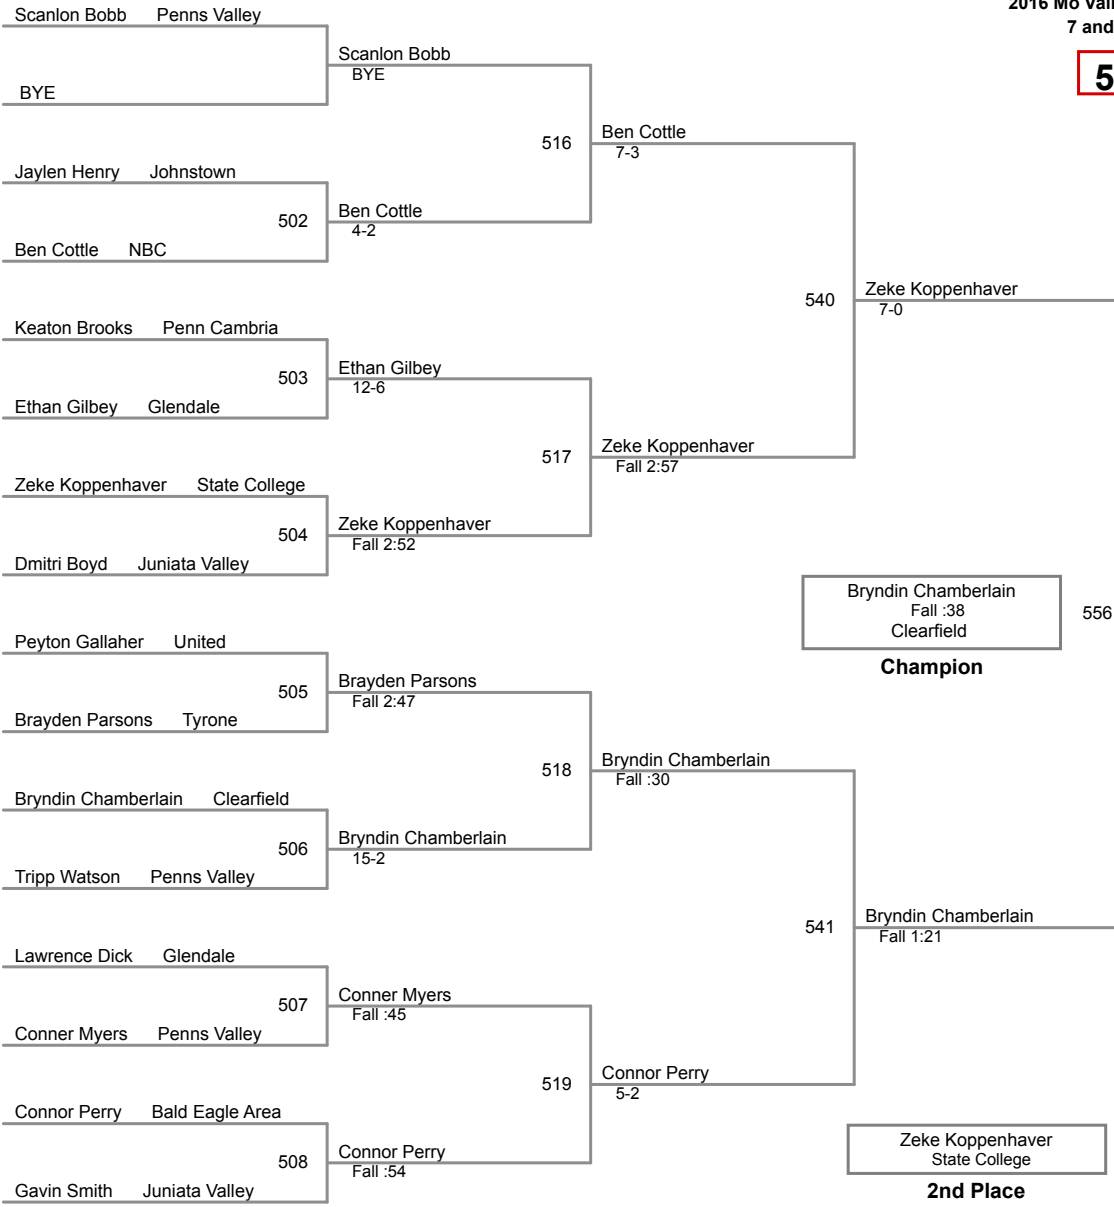 2016 Mo Vall
7 and
5
Scanlon Bobb Penns Valley
BYE
Jaylen Henry Johnstown
502
Ben Cottle NBC
Keaton Brooks Penn Cambria
503
Ethan Gilbey Glendale
Zeke Koppenhaver State College
504
Dmitri Boyd Juniata Valley
Peyton Gallaher United
505
Brayden Parsons Tyrone
Bryndin Chamberlain Clearfield
506
Tripp Watson Penns Valley
Lawrence Dick Glendale
507
Conner Myers Penns Valley
Connor Perry Bald Eagle Area
508
Gavin Smith Juniata Valley
Scanlon Bobb
BYE
516
Ben Cottle
4-2
Ethan Gilbey
12-6
517
Zeke Koppenhaver
Fall 2:52
Brayden Parsons
Fall 2:47
518
Bryndin Chamberlain
15-2
Conner Myers
Fall :45
519
Connor Perry
Fall :54
Ben Cottle
7-3
540
Zeke Koppenhaver
Fall 2:57
Bryndin Chamberlain
Fall :30
541
Connor Perry
5-2
Zeke Koppenhaver
7-0
Bryndin Chamberlain
Fall :38
Clearfield
556
Champion
Bryndin Chamberlain
Fall 1:21
Zeke Koppenhaver
State College
2nd Place